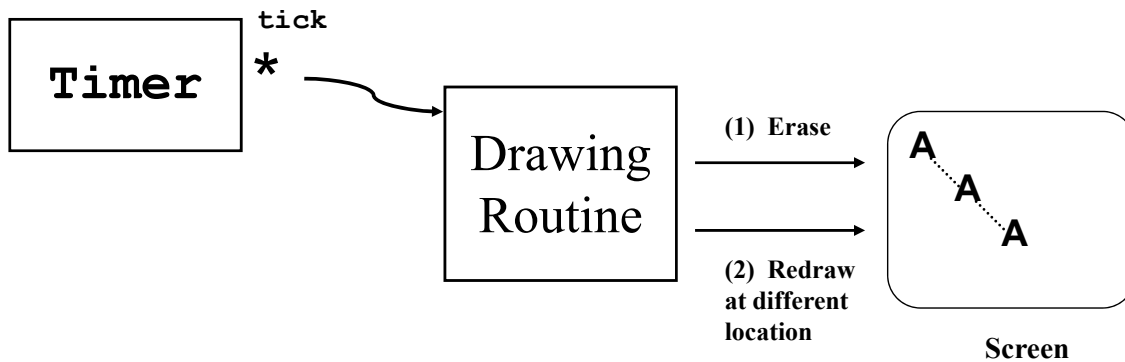 tick
Timer *
Drawing
Routine
(1) Erase
(2) Redraw
at different
location
A
A
A
Screen